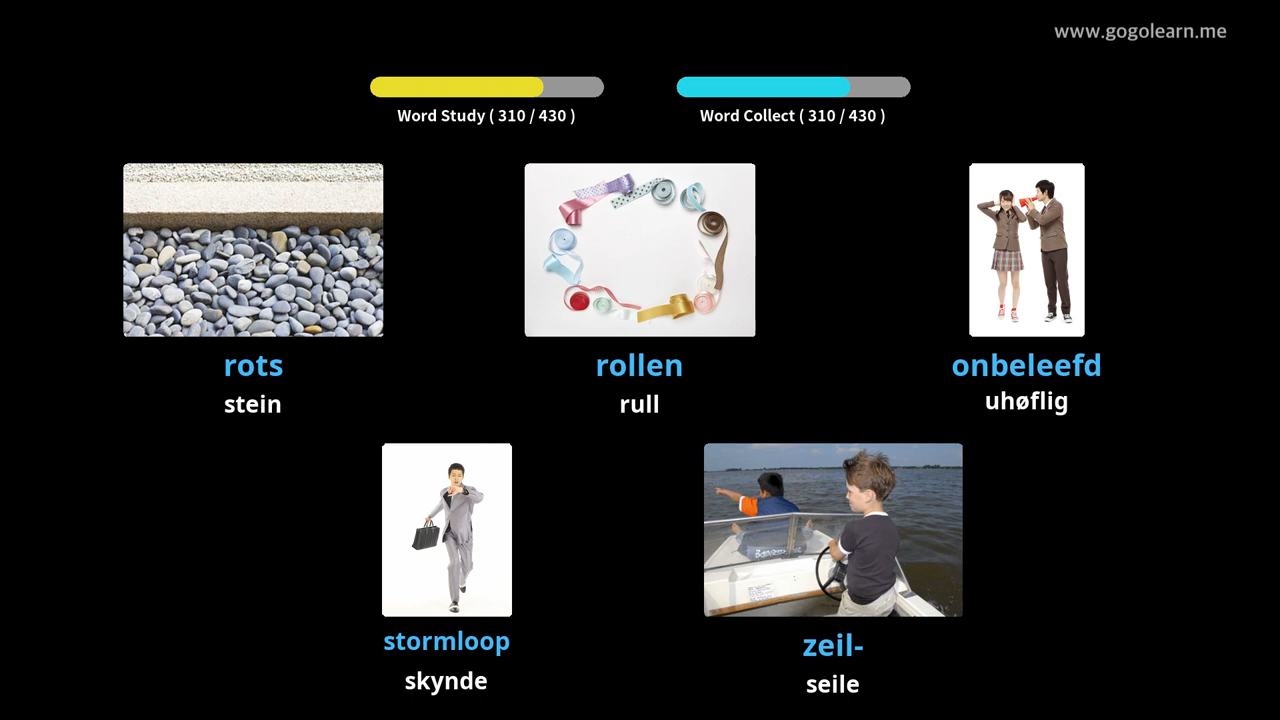 www.gogolearn.me
Word Study ( 310 / 430 )
Word Collect ( 310 / 430 )
rots
stein
rollen
rull
onbeleefd
uhøflig
stormloop
skynde
zeil-
seile